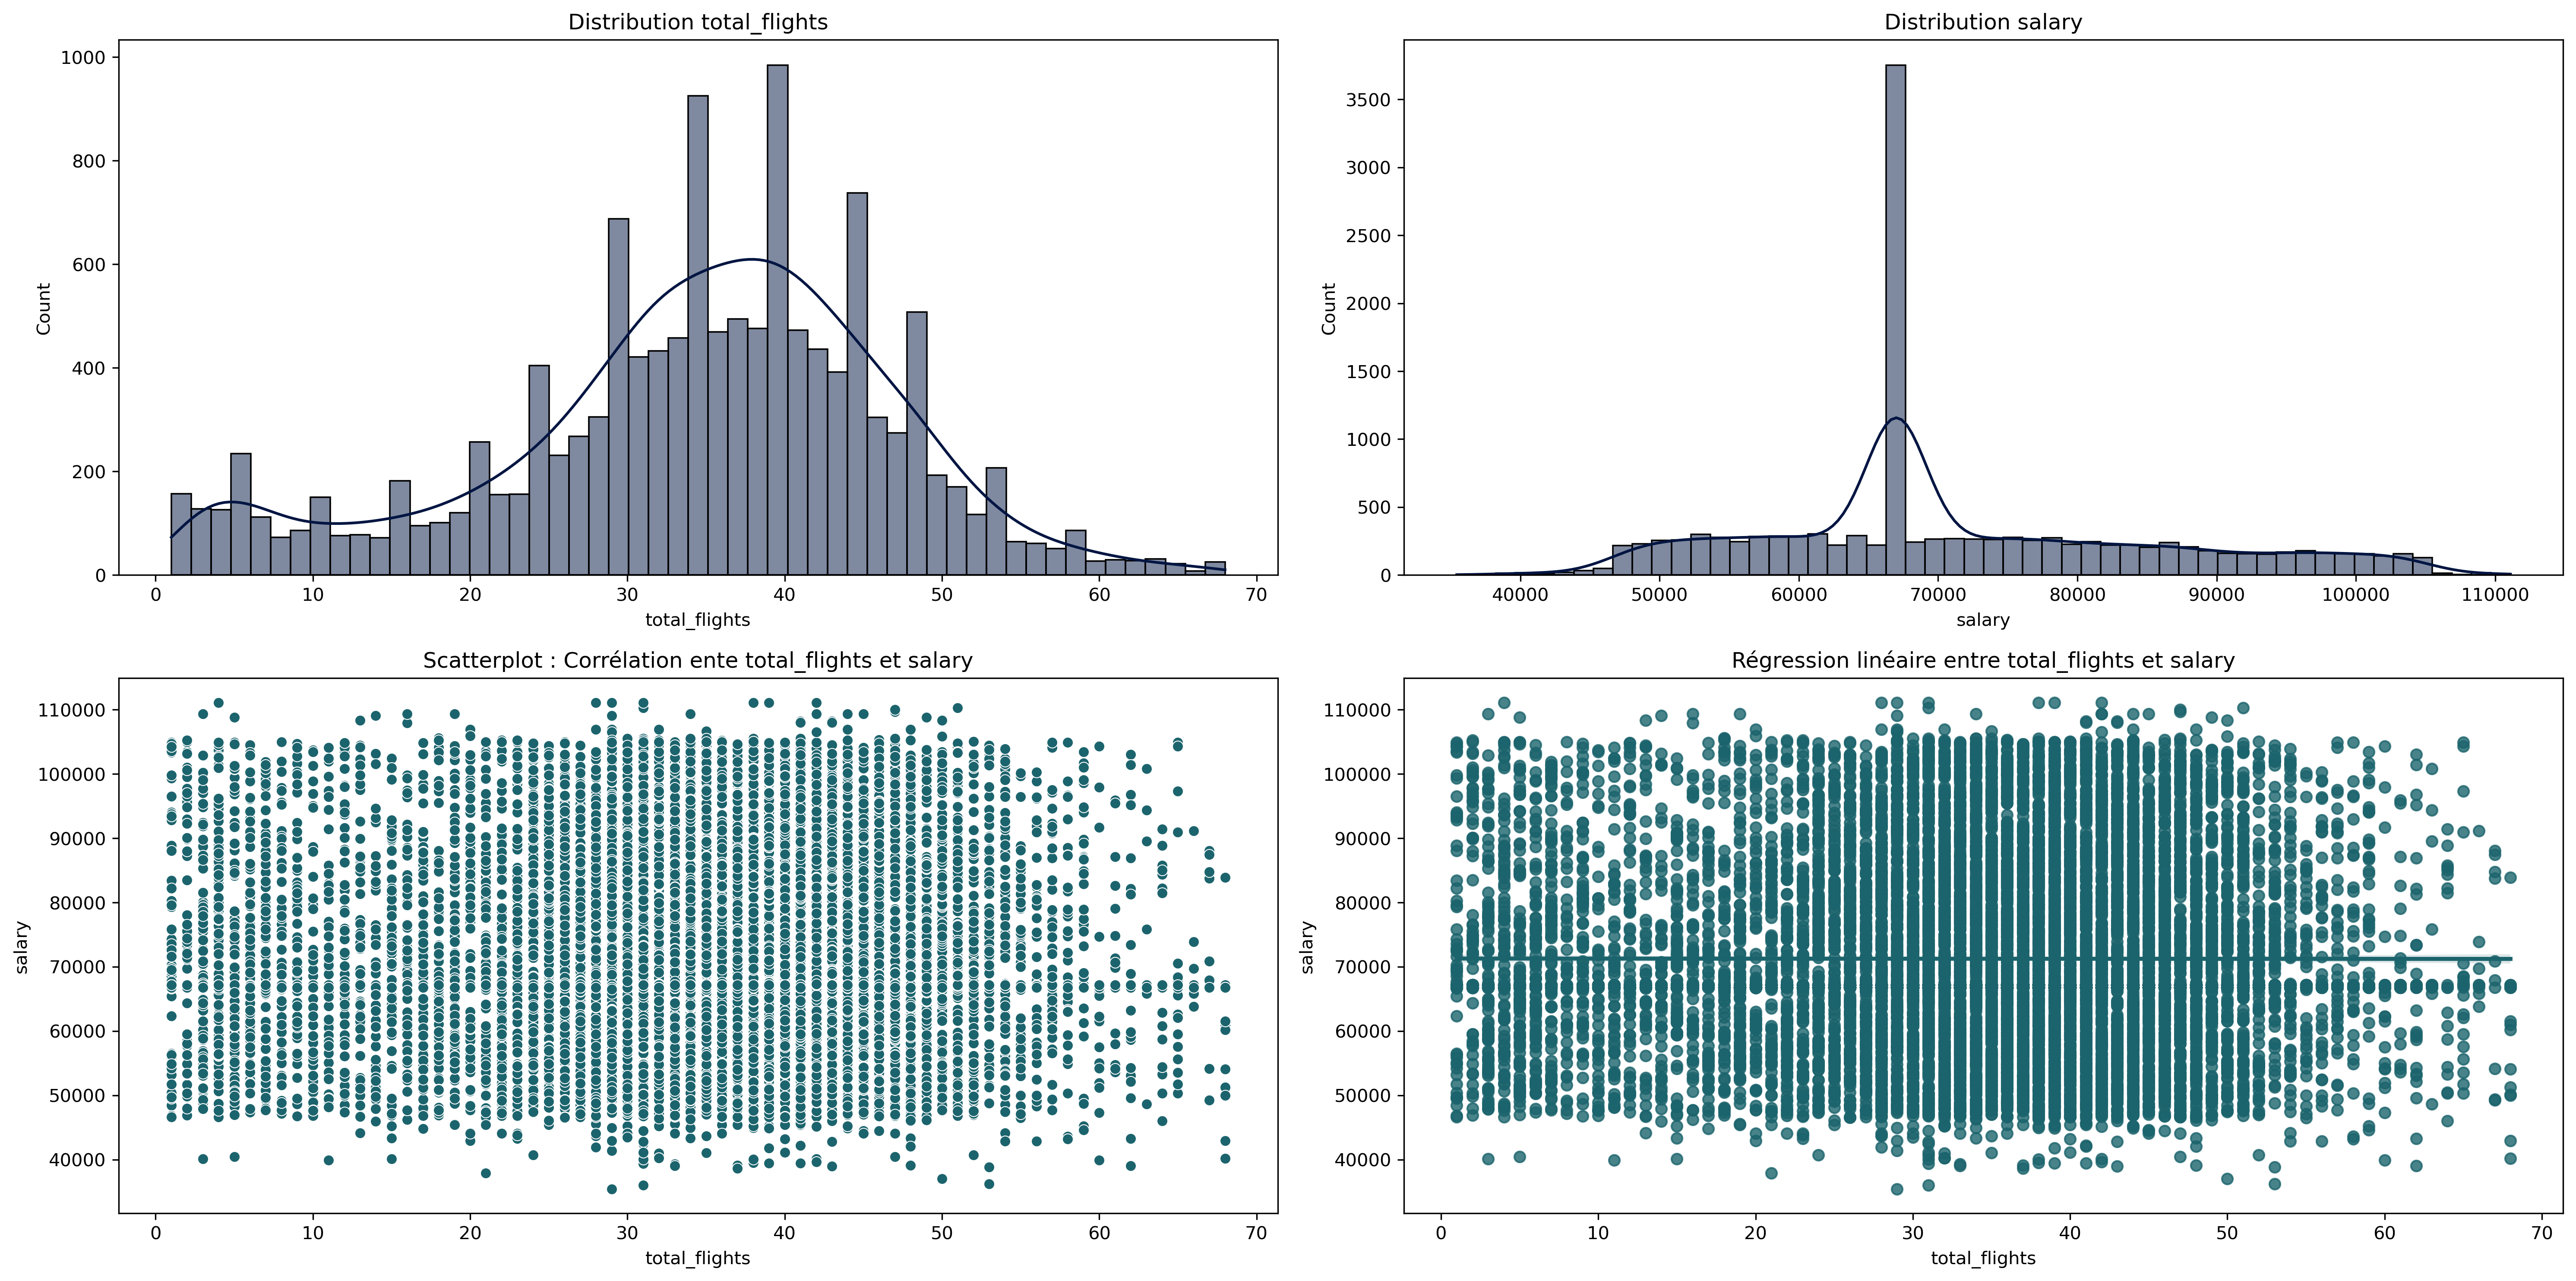 Distribution total_flights
Count
1000
800
600
400
200
0
0 10 20 30 40 50 60 70
total_flights
Distribution salary
Count
3500
3000
2500
2000
1500
1000
500
0
40000 50000 60000 70000 80000 90000 100000 110000
salary
Scatterplot : Corrélation ente total_flights et salary
salary
110000
100000
90000
80000
70000
60000
50000
40000
0 10 20 30 40 50 60 70
total_flights
Régression linéaire entre total_flights et salary
salary
110000
100000
90000
80000
70000
60000
50000
40000
0 10 20 30 40 50 60 70
total_flights